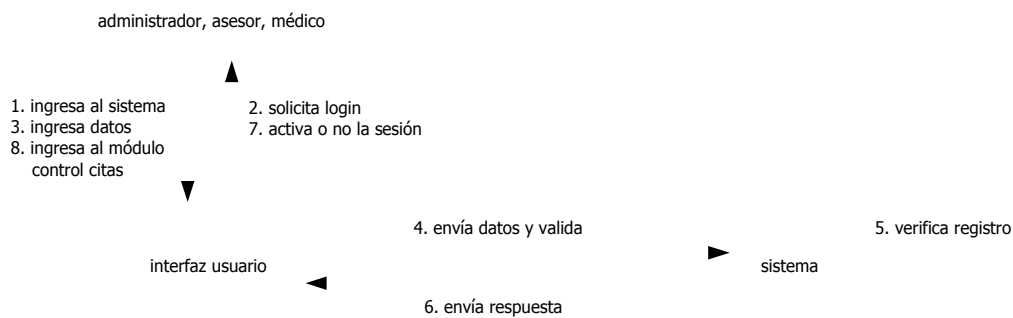 administrador, asesor, médico
1. ingresa al sistema
3. ingresa datos
8. ingresa al módulo
control citas
2. solicita login
7. activa o no la sesión
4. envía datos y valida
5. verifica registro
interfaz usuario
sistema
6. envía respuesta